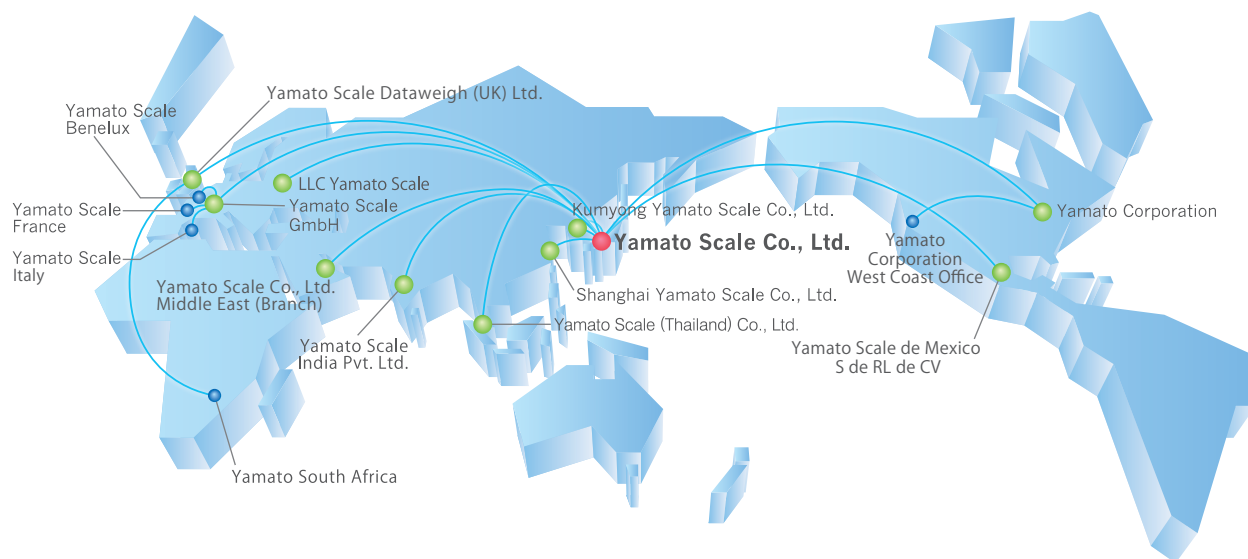 Yamato Scale Dataweigh (UK) Ltd.
Yamato Scale
Benelux
LLC Yamato Scale
Yamato Scale
GmbH
Yamato Scale
France
Yamato Scale
Italy
Kumyong Yamato Scale Co., Ltd.
Yamato Scale Co., Ltd.
Yamato Corporation
Yamato
Corporation
West Coast Office
Yamato Scale Co., Ltd.
Middle East (Branch)
Shanghai Yamato Scale Co., Ltd.
Yamato Scale (Thailand) Co., Ltd.
Yamato Scale
India Pvt. Ltd.
Yamato Scale de Mexico
S de RL de CV
Yamato South Africa